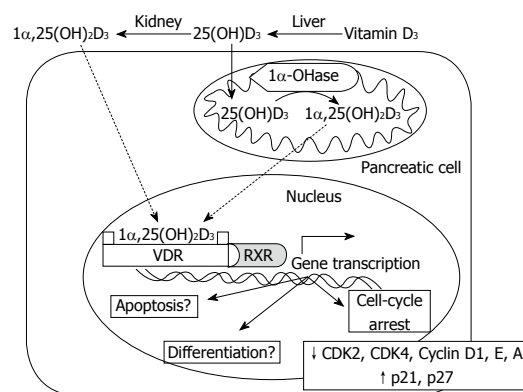 1α,25(OH)₂D₃ Kidney 25(OH)D₃ Liver Vitamin D₃
1α-OHase
25(OH)D₃ 1α,25(OH)₂D₃
Pancreatic cell
Nucleus
1α,25(OH)₂D₃
VDR RXR
Gene transcription
Apoptosis?
Cell-cycle
arrest
Differentiation?
↓ CDK2, CDK4, Cyclin D1, E, A
↑ p21, p27